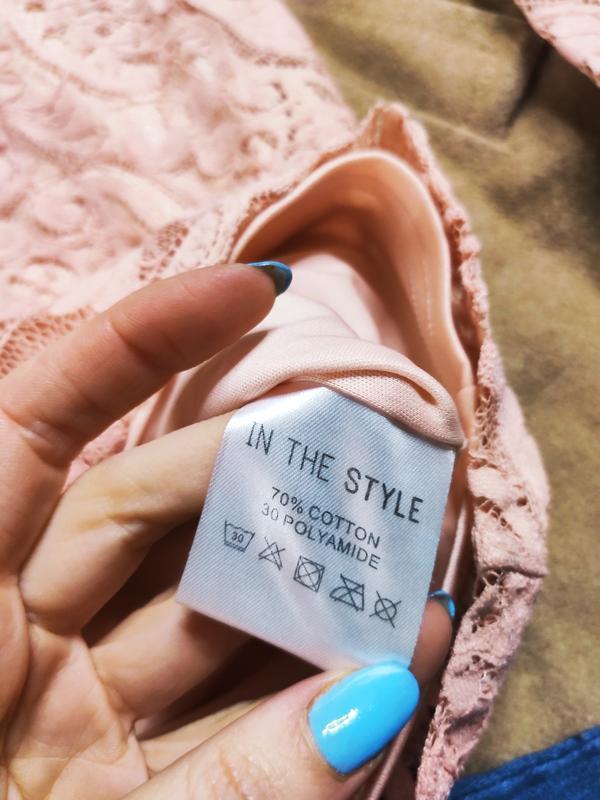 IN THE STYLE
70% COTTON
30 POLYAMIDE
30